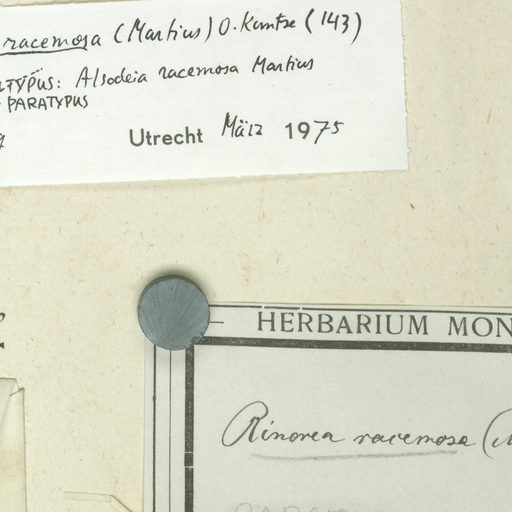 racemosa (Martius) O. Kuntze (143)
TYPUS: Alsodeia racemosa Martius
PARATYPUS
Utrecht März 1975
HERBARIUM MON
Rinorea racemosa (M